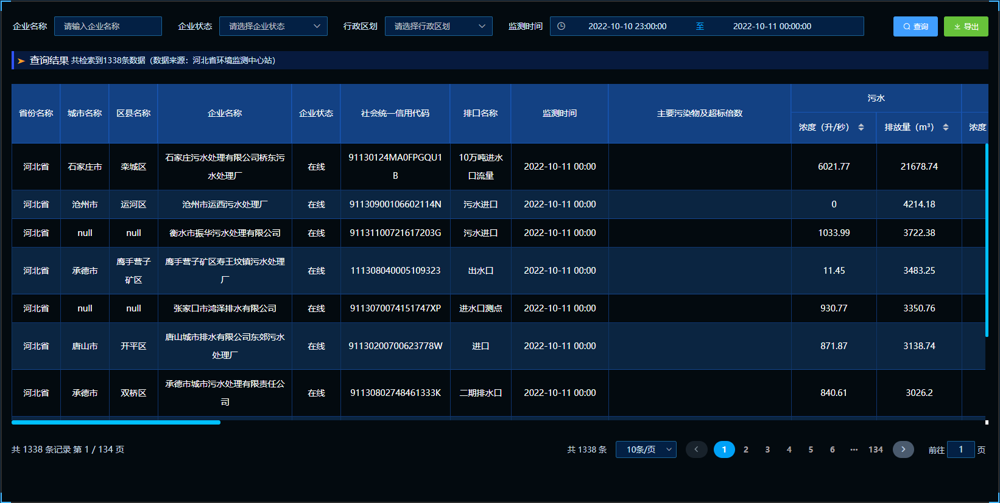 企业名称 请输入企业名称 企业状态 请选择企业状态 行政区划 请选择行政区划 监测时间 2022-10-10 23:00:00 至 2022-10-11 00:00:00 查询 导出
查询结果 共检索到1338条数据（数据来源：河北省环境监测中心站）
省份名称 城市名称 区县名称 企业名称 企业状态 社会统一信用代码 排口名称 监测时间 主要污染物及超标倍数 污水
浓度（升/秒） 排放量（m³） 浓度
河北省 石家庄市 栾城区 石家庄污水处理有限公司桥东污水处理厂 在线 91130124MA0FPGQU1B 10万吨进水口流量 2022-10-11 00:00 6021.77 21678.74
河北省 沧州市 运河区 沧州市运西污水处理厂 在线 91130900106602114N 污水进口 2022-10-11 00:00 0 4214.18
河北省 null null 衡水市振华污水处理有限公司 在线 91131100721617203G 污水进口 2022-10-11 00:00 1033.99 3722.38
河北省 承德市 鹰手营子矿区 鹰手营子矿区寿王坟镇污水处理厂 在线 111308040005109323 出水口 2022-10-11 00:00 11.45 3483.25
河北省 null null 张家口市鸿泽排水有限公司 在线 9113070074151747XP 进水口测点 2022-10-11 00:00 930.77 3350.76
河北省 唐山市 开平区 唐山城市排水有限公司东郊污水处理厂 在线 91130200700623778W 进口 2022-10-11 00:00 871.87 3138.74
河北省 承德市 双桥区 承德市城市污水处理有限责任公司 在线 91130802748461333K 二期排水口 2022-10-11 00:00 840.61 3026.2
共 1338 条记录 第 1 / 134 页 共 1338 条 10条/页 1 2 3 4 5 6 ··· 134 前往 1 页